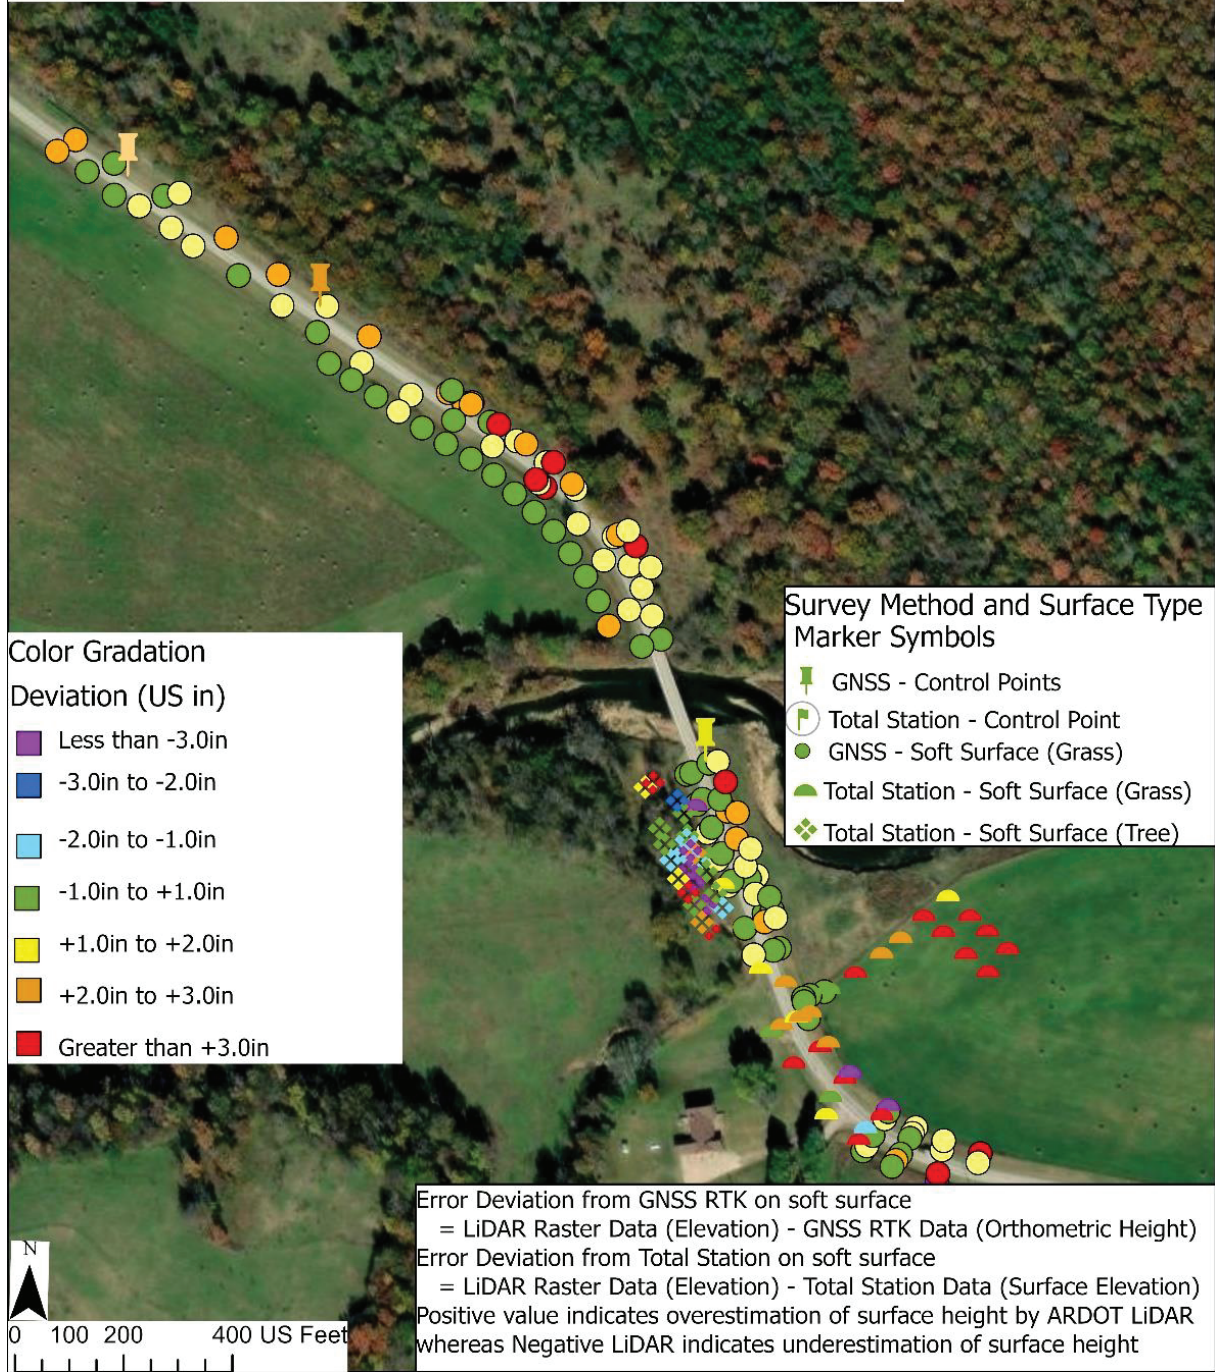 Survey Method and Surface Type
Marker Symbols
GNSS - Control Points
Total Station - Control Point
GNSS - Soft Surface (Grass)
Total Station - Soft Surface (Grass)
Total Station - Soft Surface (Tree)
Color Gradation
Deviation (US in)
Less than -3.0in
-3.0in to -2.0in
-2.0in to -1.0in
-1.0in to +1.0in
+1.0in to +2.0in
+2.0in to +3.0in
Greater than +3.0in
Error Deviation from GNSS RTK on soft surface
= LiDAR Raster Data (Elevation) - GNSS RTK Data (Orthometric Height)
Error Deviation from Total Station on soft surface
= LiDAR Raster Data (Elevation) - Total Station Data (Surface Elevation)
Positive value indicates overestimation of surface height by ARDOT LiDAR
whereas Negative LiDAR indicates underestimation of surface height
N
0 100 200 400 US Feet